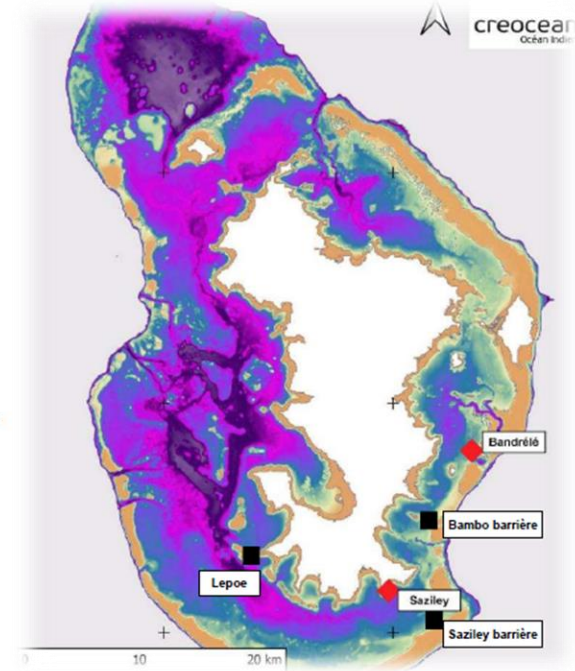 creocean
Océan Indien
Bandrélé
Bambo barrière
Lepoe
Saziley
Saziley barrière
0 10 20 km